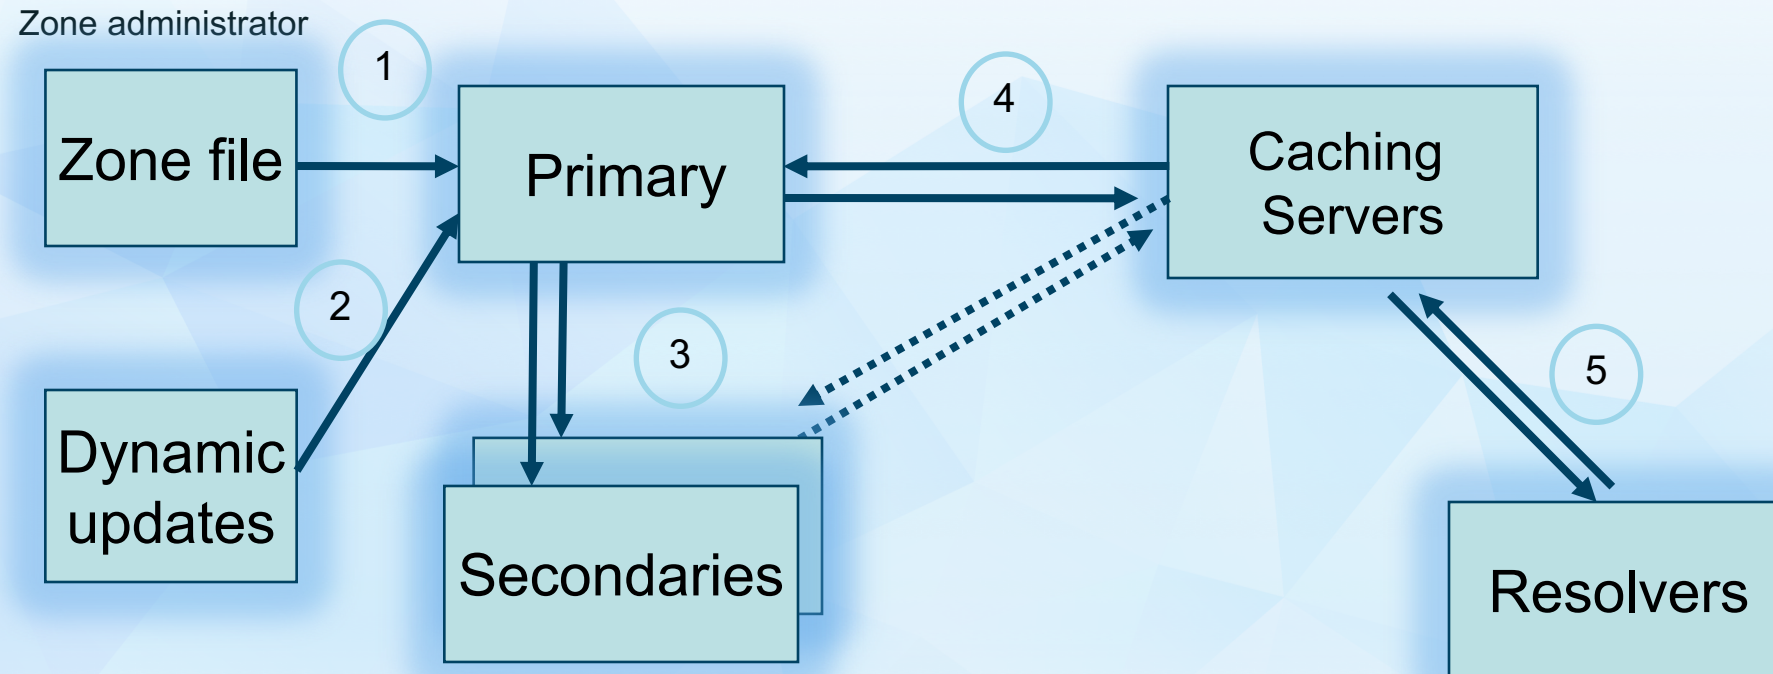 Zone administrator
1
Zone file
Primary
4
Caching
Servers
2
3
5
Dynamic
updates
Secondaries
Resolvers